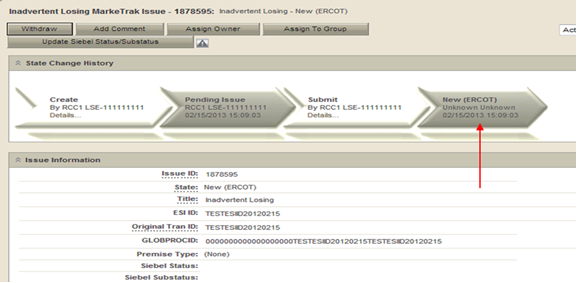 Inadvertent Losing MarkeTrak Issue - 1878595: Inadvertent Losing - New (ERCOT)
Withdraw Add Comment Assign Owner Assign To Group Act
Update Siebel Status/Substatus
State Change History
Create Pending Issue Submit New (ERCOT)
By RCC1 LSE-111111111 RCC1 LSE-111111111 By RCC1 LSE-111111111 Unknown Unknown
Details... 02/15/2013 15:09:03 Details... 02/15/2013 15:09:03
Issue Information
Issue ID: 1878595
State: New (ERCOT)
Title: Inadvertent Losing
ESI ID: TESTESIID20120215
Original Tran ID: TESTESIID20120215
GLOBPROCID: 0000000000000000000TESTESIID20120215TESTESIID20120215
Premise Type: (None)
Siebel Status:
Siebel Substatus: